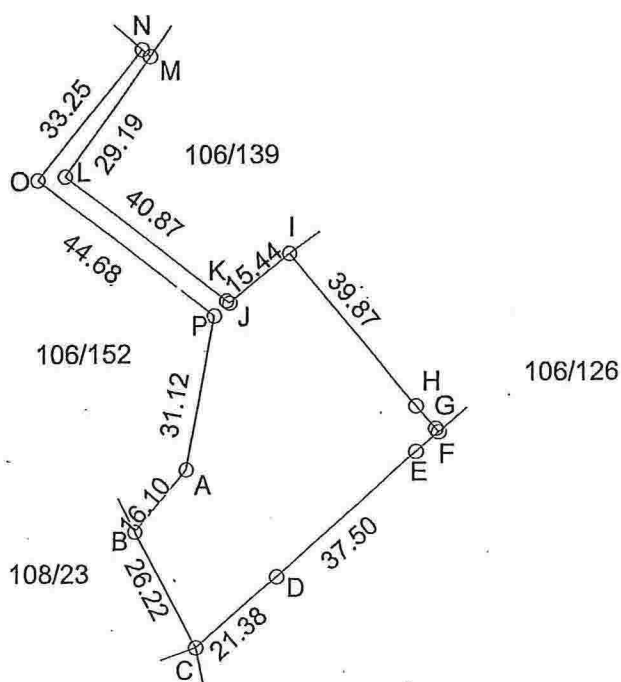 N
M
33.25
29.19
106/139
O
L
40.87
I
44.68
K
15.44
J
39.87
P
106/152
106/126
H
G
F
31.12
E
A
16.10
B
37.50
108/23
26.22
D
21.38
C